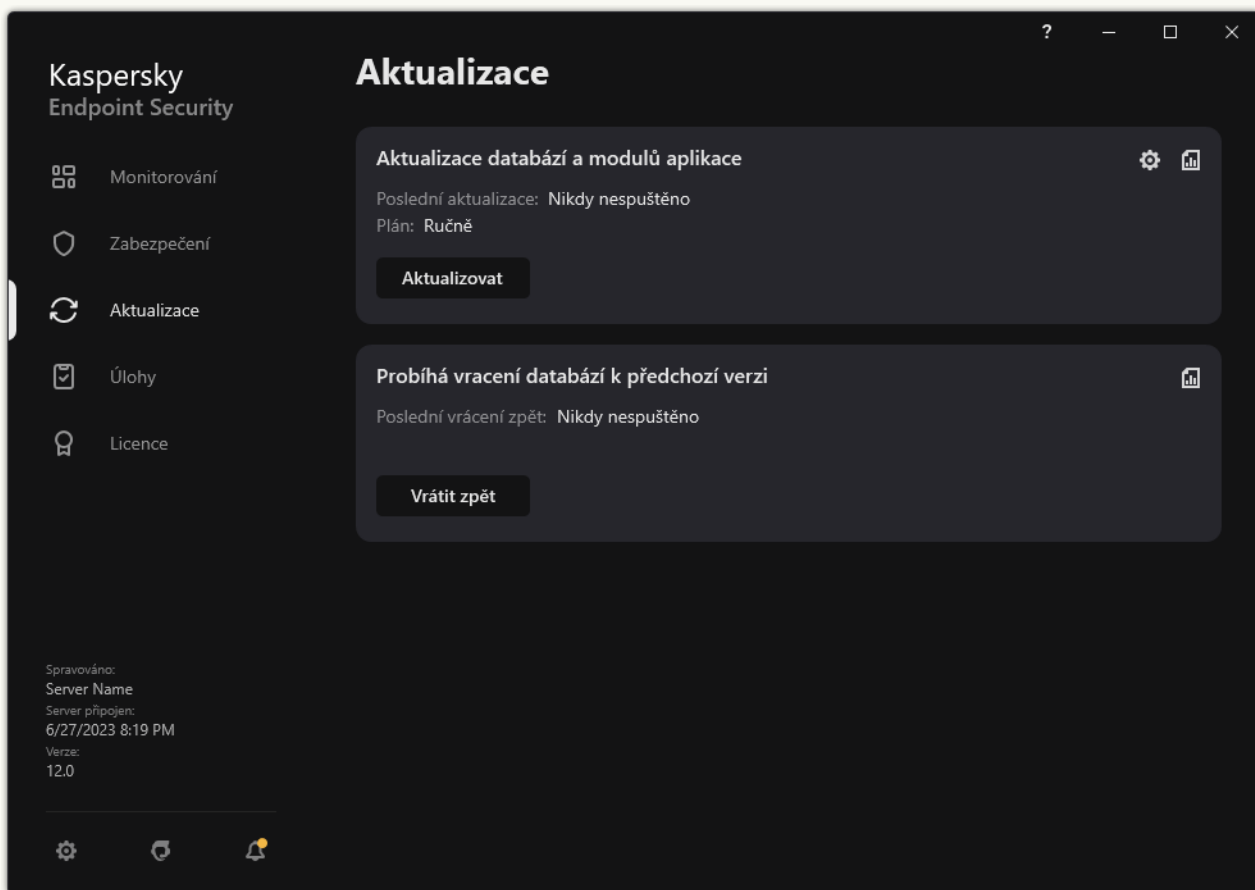 ?
Kaspersky
Endpoint Security
Monitorování
Zabezpečení
Aktualizace
Úlohy
Licence
Spravováno:
Server Name
Server připojen:
6/27/2023 8:19 PM
Verze:
12.0
Aktualizace
Aktualizace databází a modulů aplikace
Poslední aktualizace: Nikdy nespuštěno
Plán: Ručně
Aktualizovat
Probíhá vracení databází k předchozí verzi
Poslední vrácení zpět: Nikdy nespuštěno
Vrátit zpět